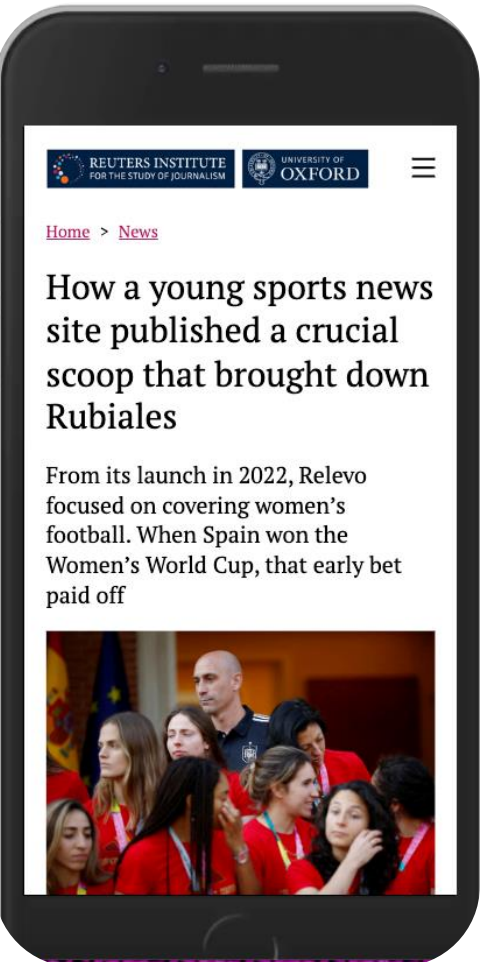 REUTERS INSTITUTE
FOR THE STUDY OF JOURNALISM
UNIVERSITY OF
OXFORD
Home > News
How a young sports news
site published a crucial
scoop that brought down
Rubiales
From its launch in 2022, Relevo
focused on covering women’s
football. When Spain won the
Women’s World Cup, that early bet
paid off